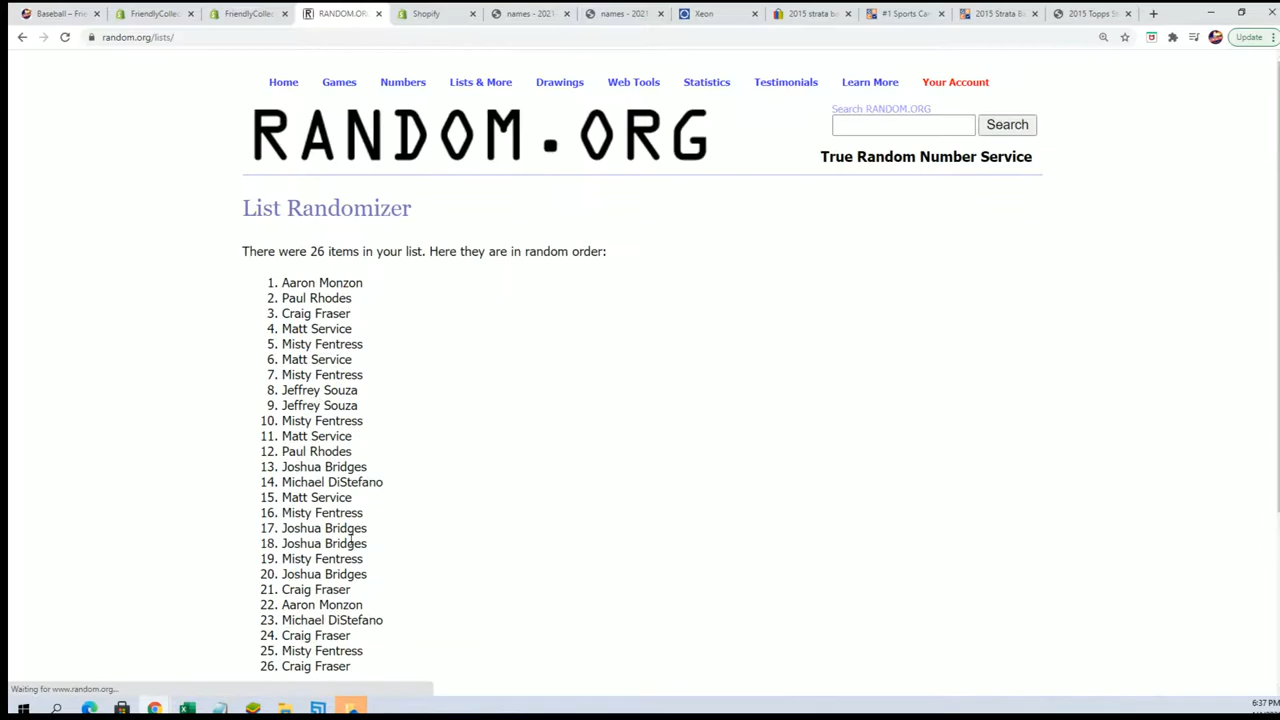 Baseball – Frie
FriendlyCollec
FriendlyCollec
RANDOM.ORG
Shopify
names - 2021
names - 2021
Xeon
2015 strata ba
#1 Sports Car
2015 Strata Ba
2015 Topps St
random.org/lists/
Update
Home Games Numbers Lists & More Drawings Web Tools Statistics Testimonials Learn More Your Account
RANDOM.ORG
Search RANDOM.ORG
Search
True Random Number Service
List Randomizer
There were 26 items in your list. Here they are in random order:
1. Aaron Monzon
2. Paul Rhodes
3. Craig Fraser
4. Matt Service
5. Misty Fentress
6. Matt Service
7. Misty Fentress
8. Jeffrey Souza
9. Jeffrey Souza
10. Misty Fentress
11. Matt Service
12. Paul Rhodes
13. Joshua Bridges
14. Michael DiStefano
15. Matt Service
16. Misty Fentress
17. Joshua Bridges
18. Joshua Bridges
19. Misty Fentress
20. Joshua Bridges
21. Craig Fraser
22. Aaron Monzon
23. Michael DiStefano
24. Craig Fraser
25. Misty Fentress
26. Craig Fraser
Waiting for www.random.org...
6:37 PM